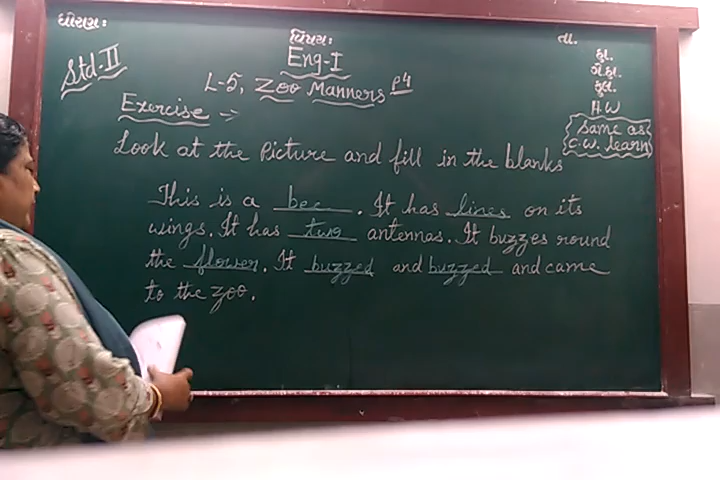 ધોરણઃ
વિષયઃ
તા.
Std. II
Eng-I
L-5, Zoo Manners P4
હા.
ગે.હા.
કુલ.
H W
Same as
C.W. learn
Exercise :-
Look at the Picture and fill in the blanks
This is a bee. It has lines on its
wings. It has two antennas. It buzzes round
the flower. It buzzed and buzzed and came
to the zoo.